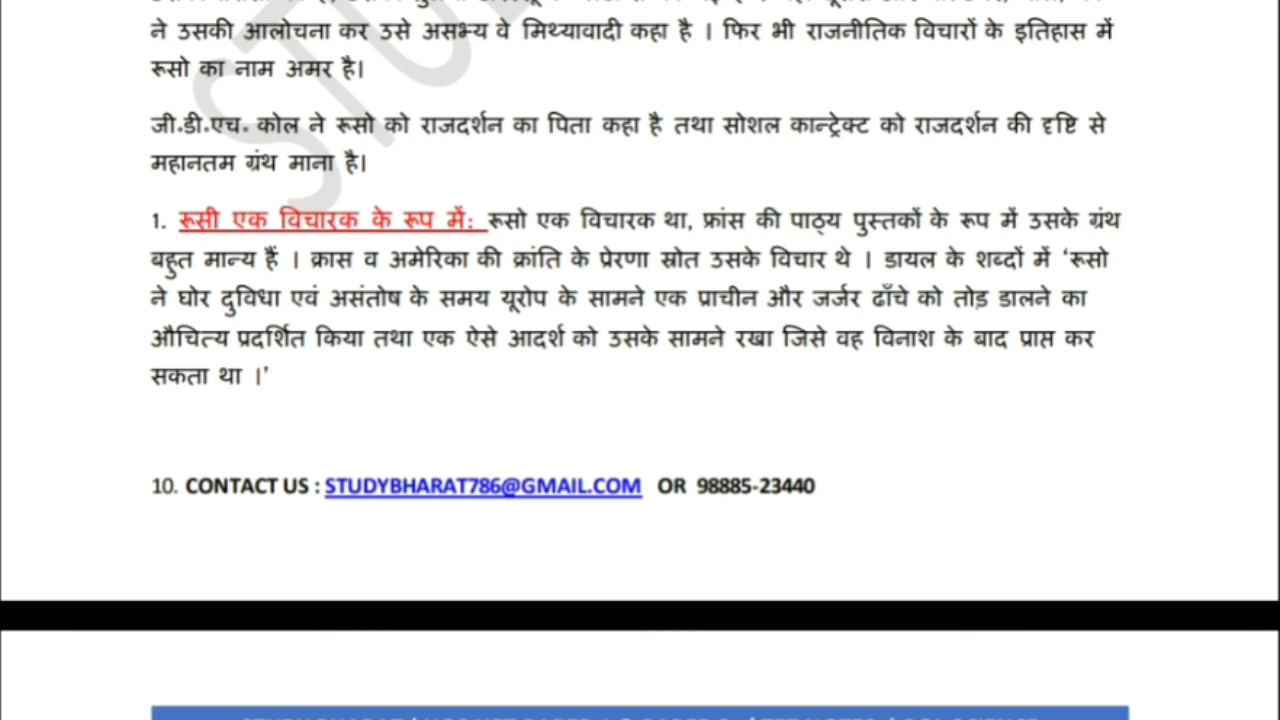 ने उसकी आलोचना कर उसे असभ्य वे मिथ्यावादी कहा है । फिर भी राजनीतिक विचारों के इतिहास में
रूसो का नाम अमर है।
जी.डी.एच. कोल ने रूसो को राजदर्शन का पिता कहा है तथा सोशल कान्ट्रेक्ट को राजदर्शन की दृष्टि से
महानतम ग्रंथ माना है।
1. रूसी एक विचारक के रूप में: रूसो एक विचारक था, फ्रांस की पाठ्य पुस्तकों के रूप में उसके ग्रंथ
बहुत मान्य हैं । क्रास व अमेरिका की क्रांति के प्रेरणा स्रोत उसके विचार थे । डायल के शब्दों में ‘रूसो
ने घोर दुविधा एवं असंतोष के समय यूरोप के सामने एक प्राचीन और जर्जर ढाँचे को तोड़ डालने का
औचित्य प्रदर्शित किया तथा एक ऐसे आदर्श को उसके सामने रखा जिसे वह विनाश के बाद प्राप्त कर
सकता था ।’
10. CONTACT US : STUDYBHARAT786@GMAIL.COM OR 98885-23440